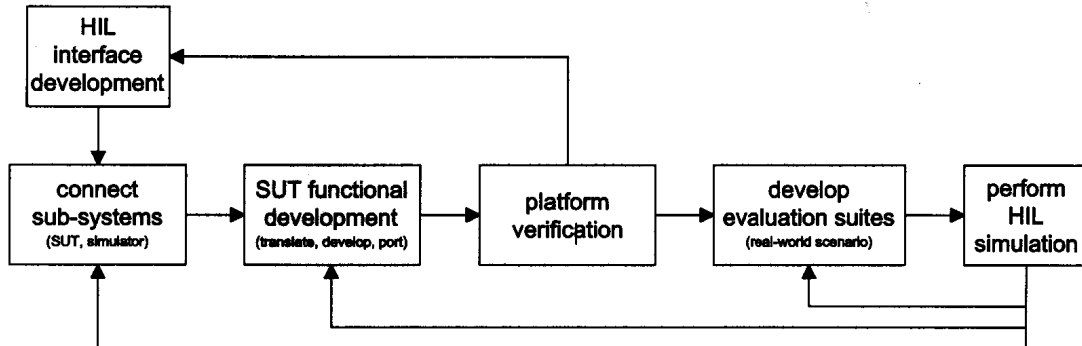 HIL
interface
development
connect
sub-systems
(SUT, simulator)
SUT functional
development
(translate, develop, port)
platform
verification
develop
evaluation suites
(real-world scenario)
perform
HIL
simulation